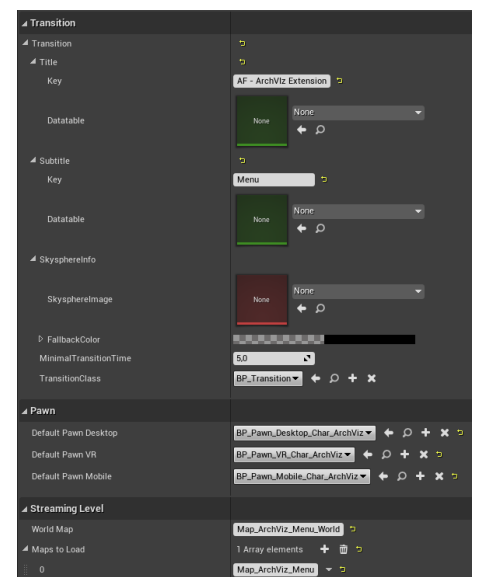 Transition
Transition
Title
Key AF - ArchVIz Extension
Datatable None None
Subtitle
Key Menu
Datatable None None
SkysphereInfo
SkysphereImage None None
FallbackColor
MinimalTransitionTime 5,0
TransitionClass BP_Transition
Pawn
Default Pawn Desktop BP_Pawn_Desktop_Char_ArchViz
Default Pawn VR BP_Pawn_VR_Char_ArchViz
Default Pawn Mobile BP_Pawn_Mobile_Char_ArchViz
Streaming Level
World Map Map_ArchViz_Menu_World
Maps to Load 1 Array elements
0 Map_ArchViz_Menu